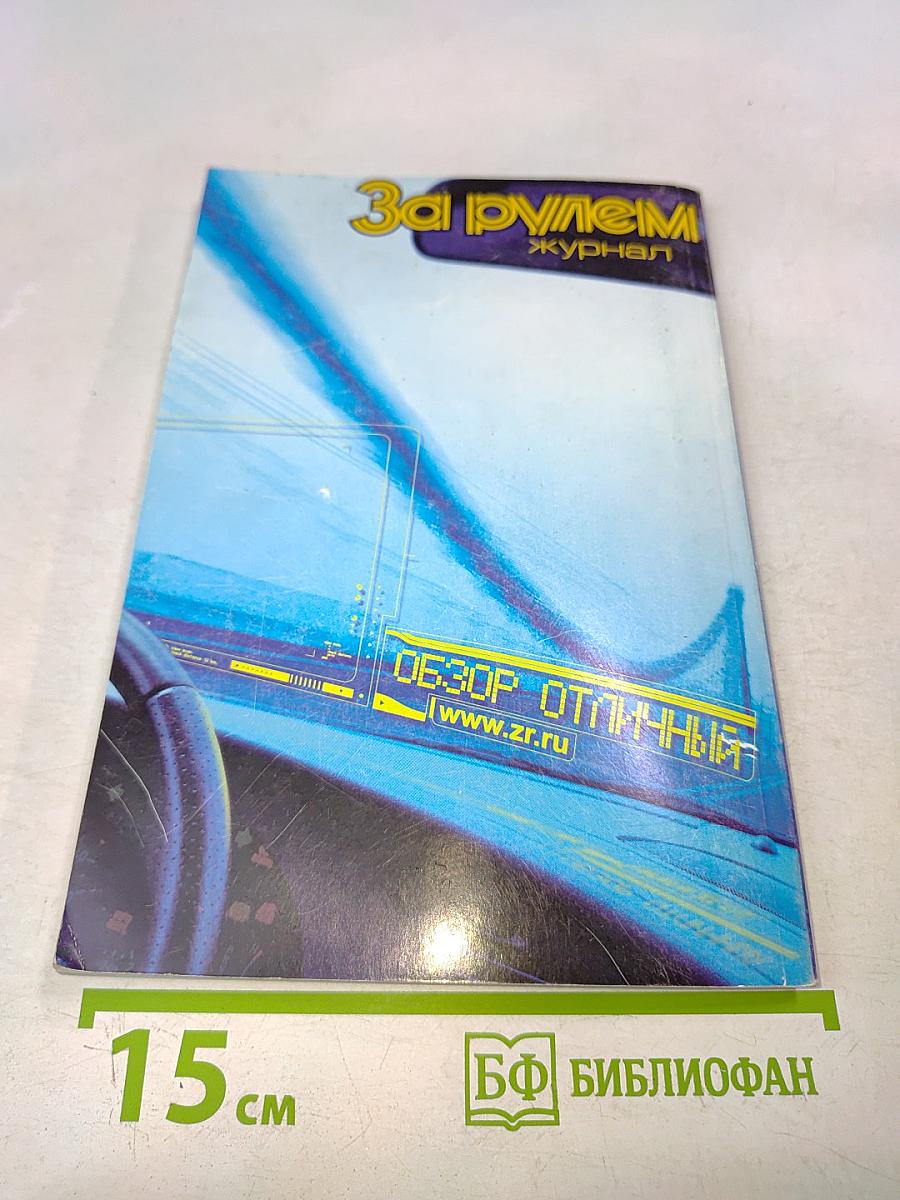 За рулем
журнал
ОБЗОР ОТЛИЧНЫЙ
www.zr.ru
15 см
БФ БИБЛИОФАН